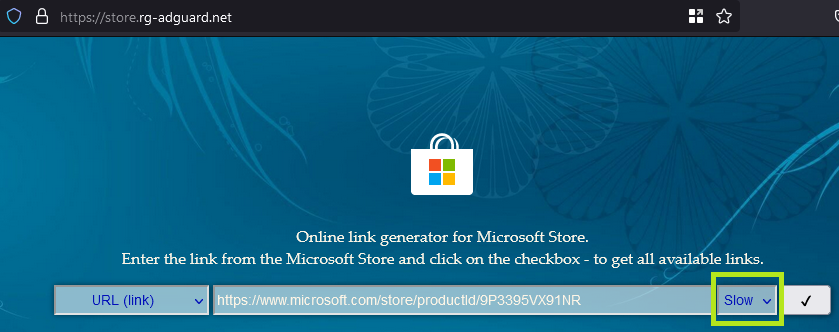 https://store.rg-adguard.net
Online link generator for Microsoft Store.
Enter the link from the Microsoft Store and click on the checkbox - to get all available links.
URL (link) https://www.microsoft.com/store/productId/9P3395VX91NR Slow ✓